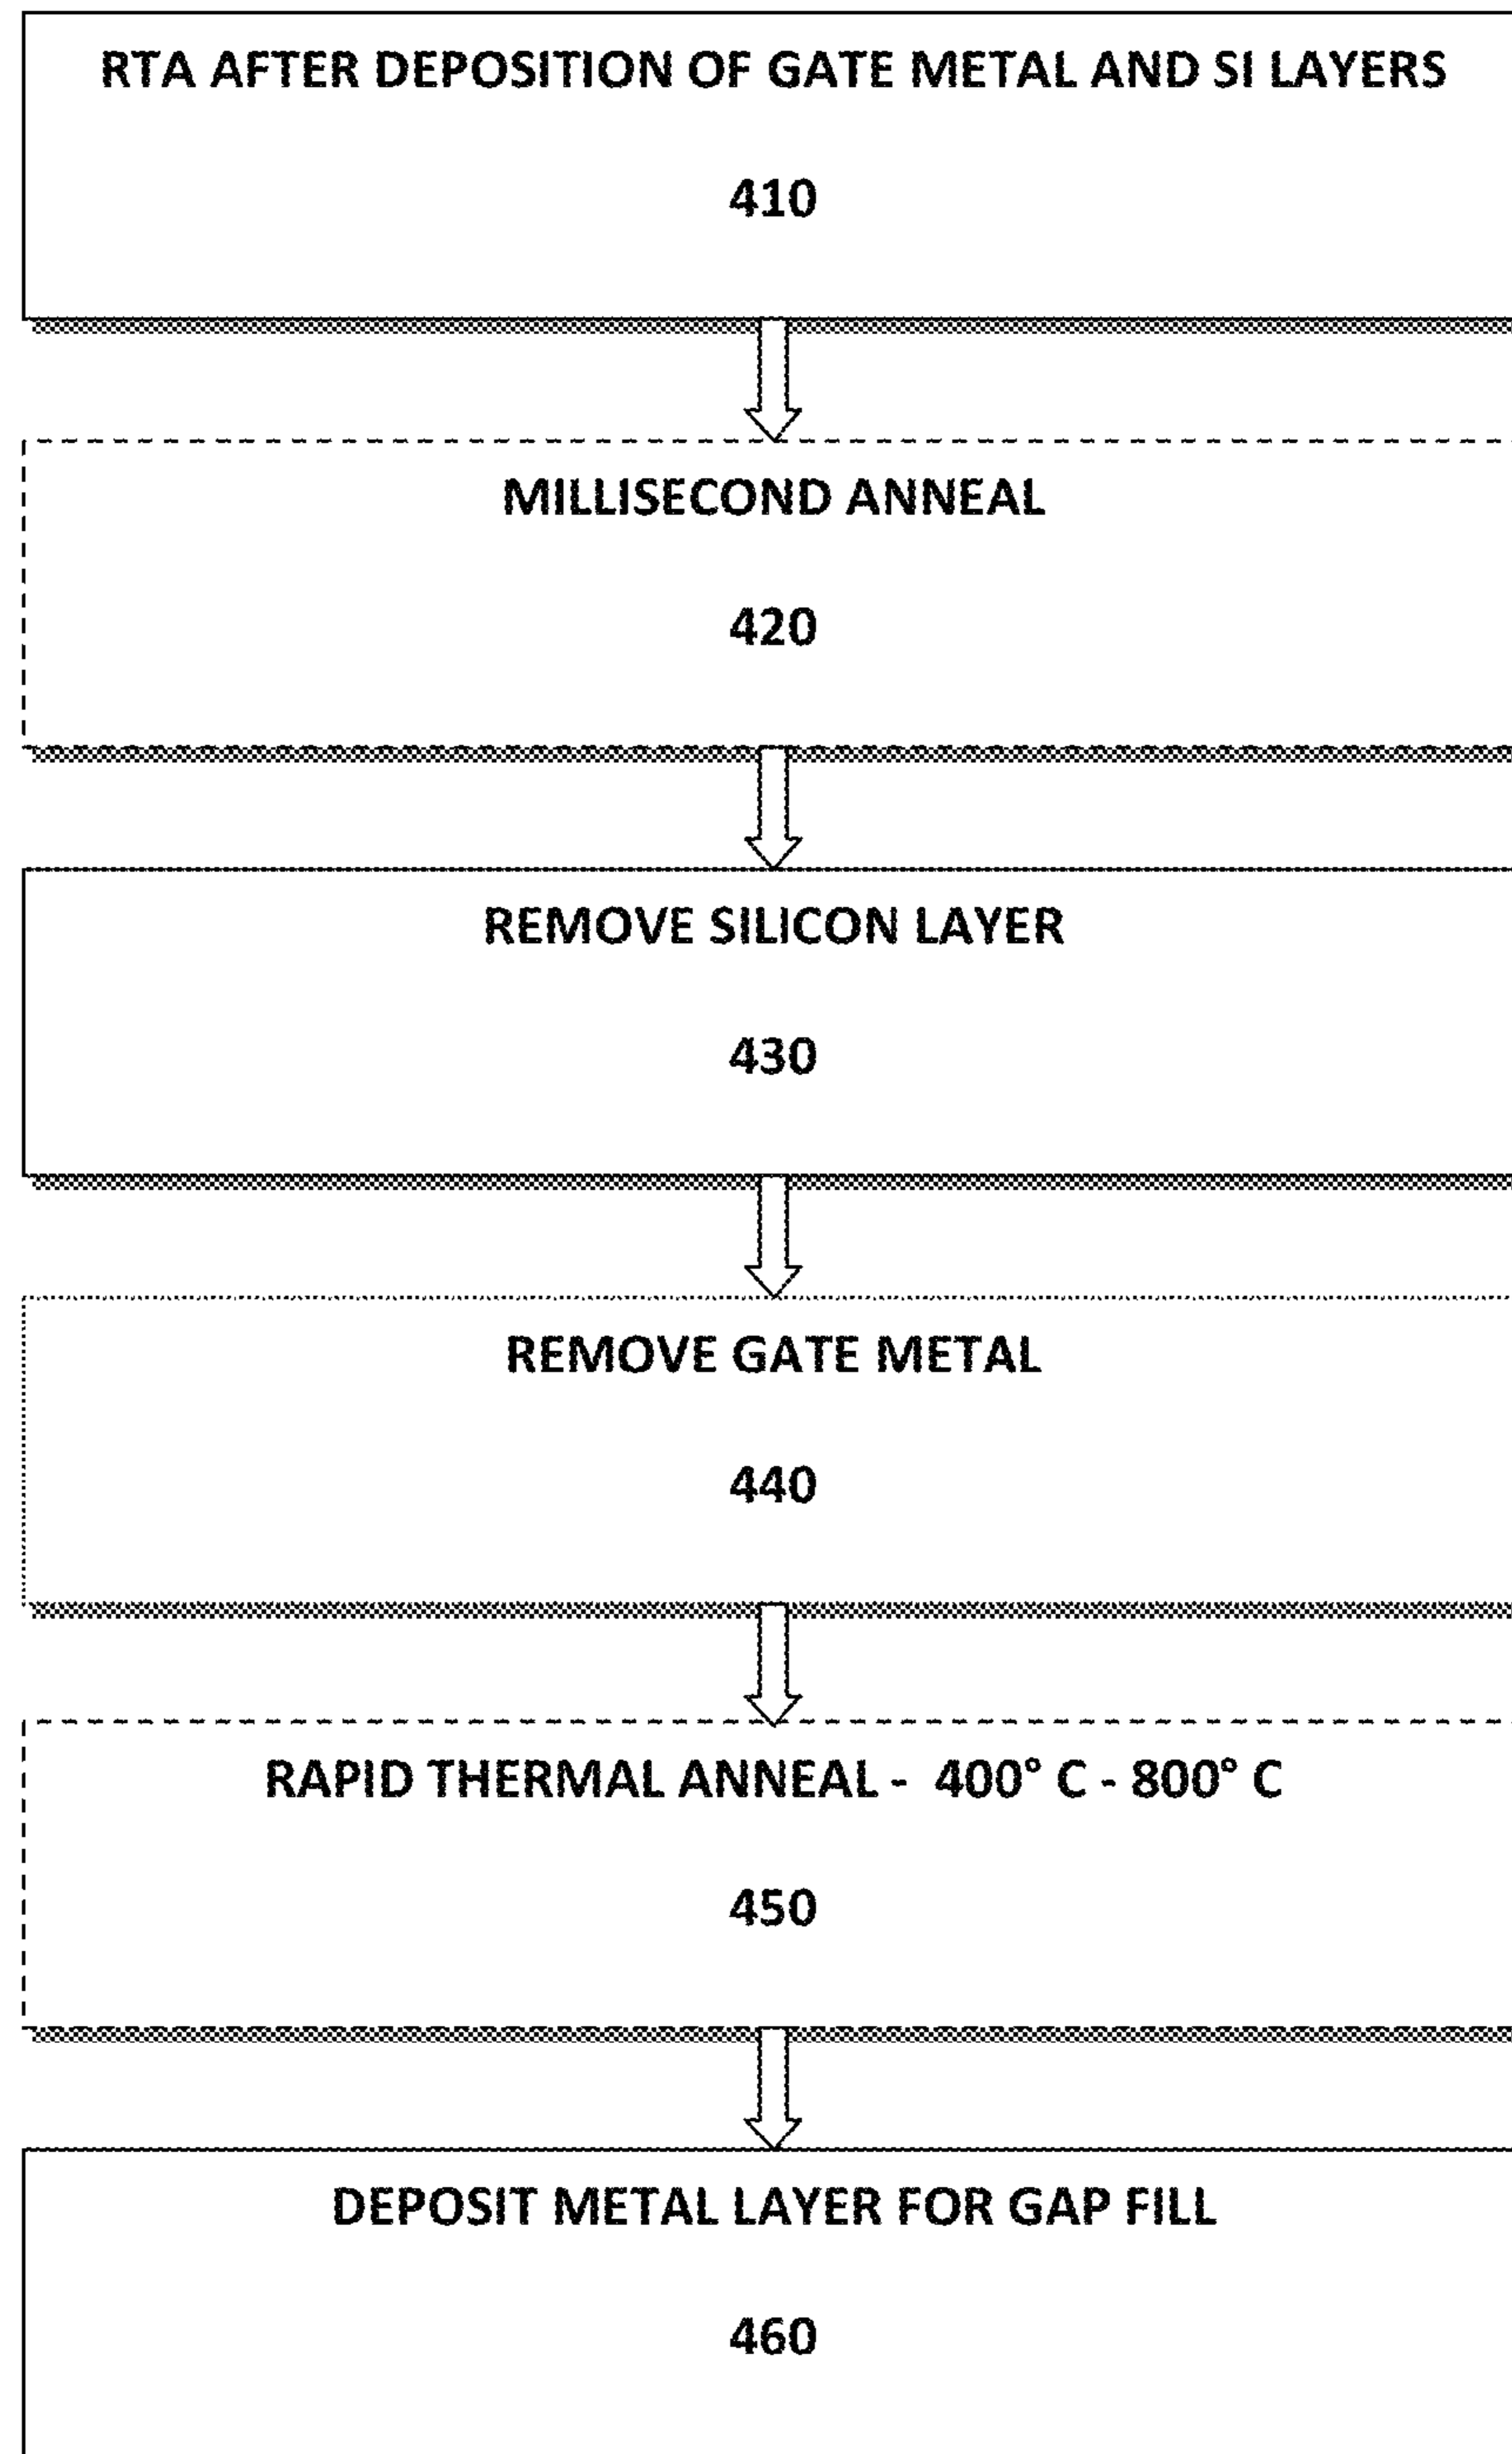 RTA AFTER DEPOSITION OF GATE METAL AND SI LAYERS
410
MILLISECOND ANNEAL
420
REMOVE SILICON LAYER
430
REMOVE GATE METAL
440
RAPID THERMAL ANNEAL - 400° C - 800° C
450
DEPOSIT METAL LAYER FOR GAP FILL
460